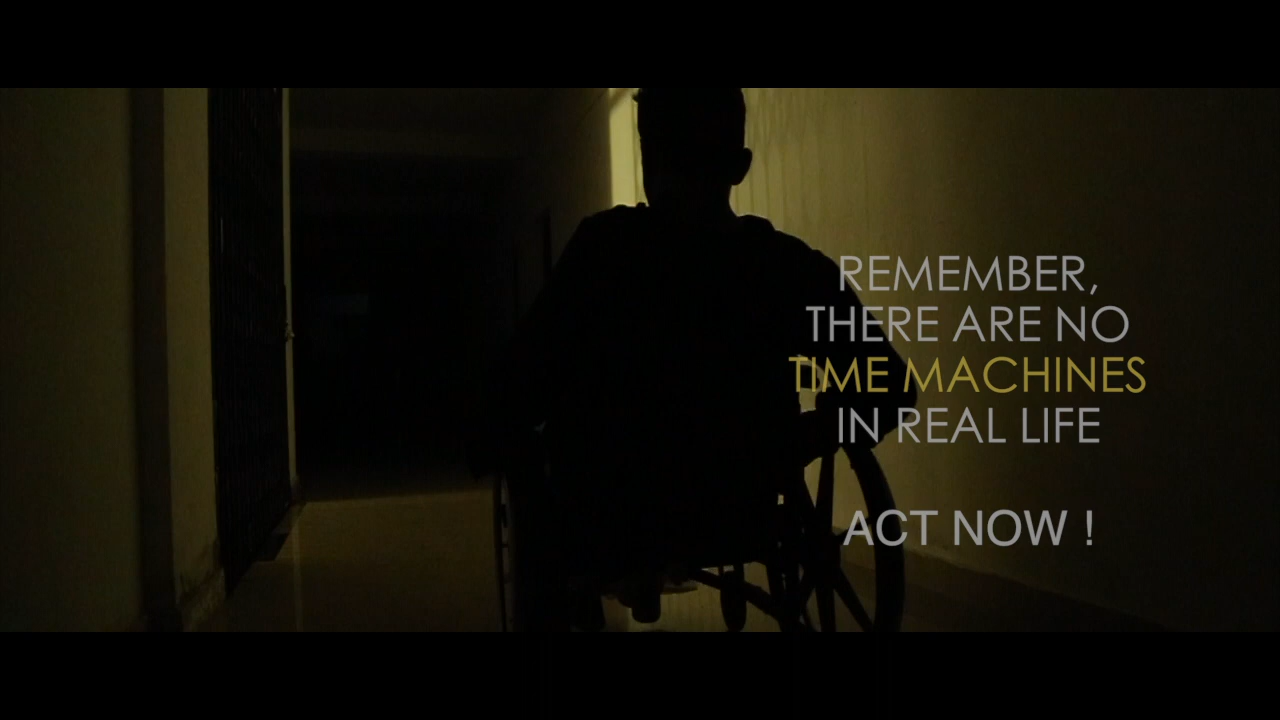 REMEMBER,
THERE ARE NO
TIME MACHINES
IN REAL LIFE
ACT NOW !